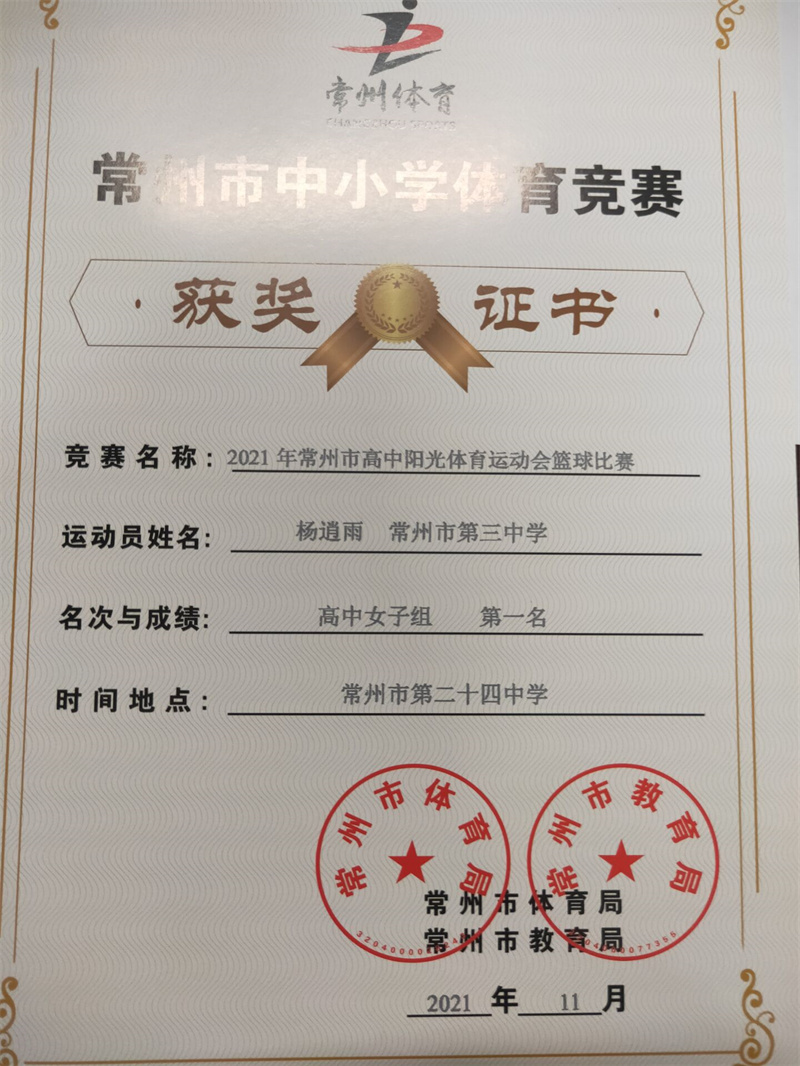 常州体育
CHANGZHOU SPORTS
常州市中小学体育竞赛
·获奖 证书·
竞赛名称：2021年常州市高中阳光体育运动会篮球比赛
运动员姓名：杨逍雨 常州市第三中学
名次与成绩：高中女子组 第一名
时间地点：常州市第二十四中学
常州市体育局
常州市教育局
常州市体育局
常州市教育局
2021年11月